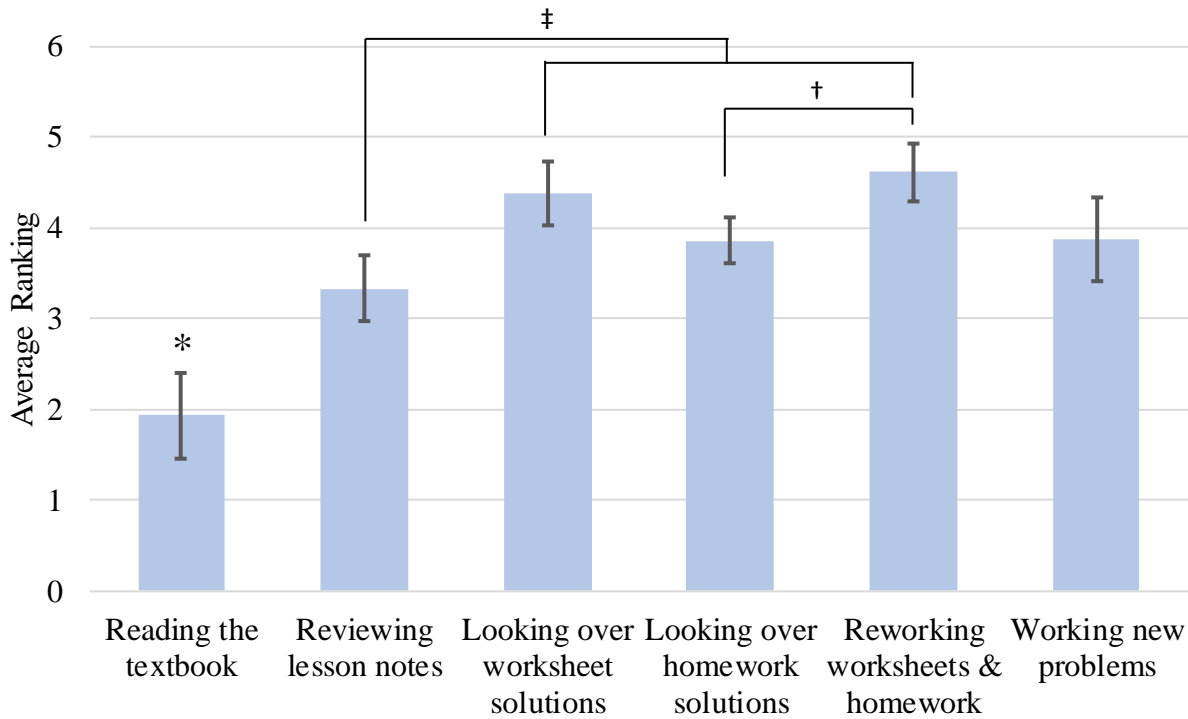 ‡
6
†
5
4
3
*
2
1
0
Average Ranking
Reading the
textbook
Reviewing
lesson notes
Looking over
worksheet
solutions
Looking over
homework
solutions
Reworking
worksheets &
homework
Working new
problems